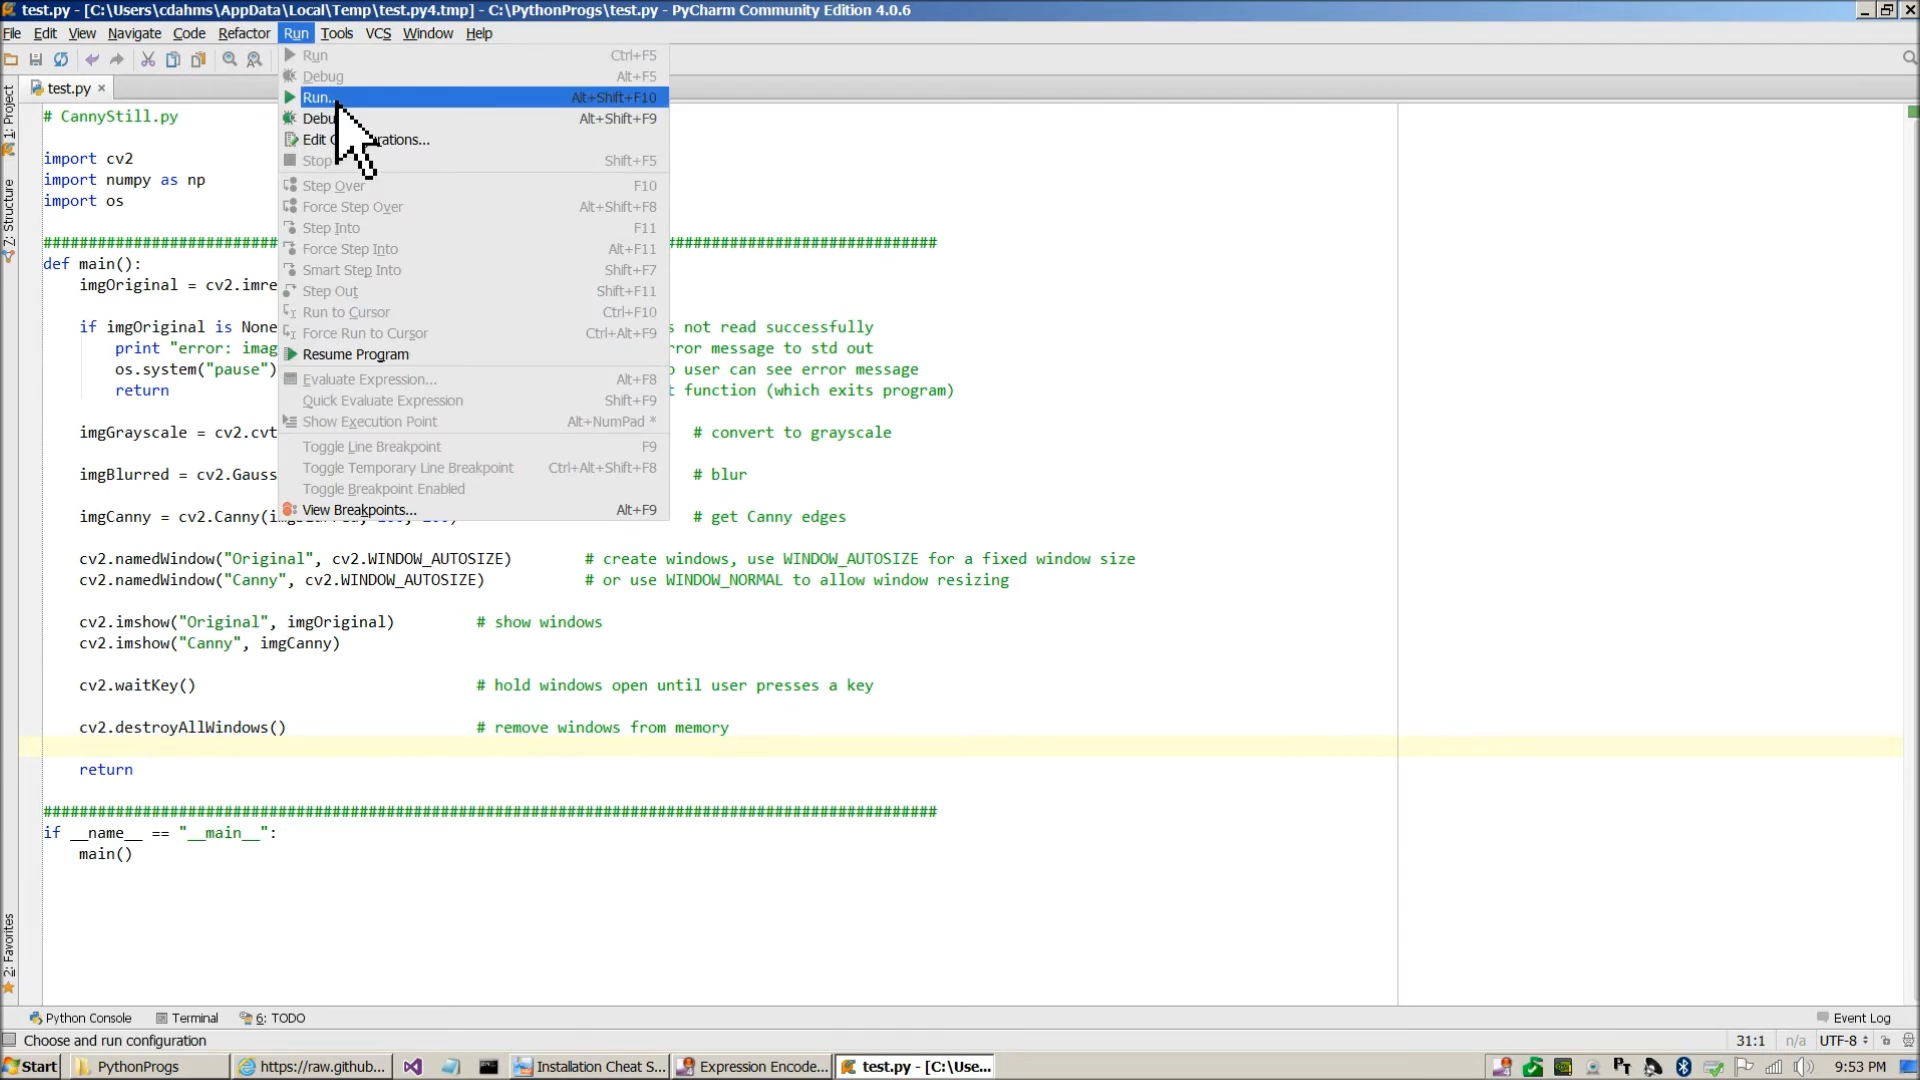 test.py - [C:\Users\cdahms\AppData\Local\Temp\test.py4.tmp] - C:\PythonProgs\test.py - PyCharm Community Edition 4.0.6
File Edit View Navigate Code Refactor Run Tools VCS Window Help
Run Ctrl+F5
Debug Alt+F5
test.py
Run... Alt+Shift+F10
Alt+Shift+F9
Stop Shift+F5
Step Over F10
Force Step Over Alt+Shift+F8
Step Into F11
Force Step Into Alt+F11
Smart Step Into Shift+F7
Step Out Shift+F11
Run to Cursor Ctrl+F10
Force Run to Cursor Ctrl+Alt+F9
Resume Program
Evaluate Expression... Alt+F8
Quick Evaluate Expression Shift+F9
Show Execution Point Alt+NumPad *
Toggle Line Breakpoint F9
Toggle Temporary Line Breakpoint Ctrl+Alt+Shift+F8
Toggle Breakpoint Enabled
View Breakpoints... Alt+F9
1: Project
Z: Structure
2: Favorites
# CannyStill.py
import cv2
import numpy as np
import os
def main():
imgOriginal = cv2.imre
if imgOriginal is None not read successfully
print "error: imag error message to std out
os.system("pause") user can see error message
return function (which exits program)
imgGrayscale = cv2.cvt # convert to grayscale
imgBlurred = cv2.Gauss # blur
imgCanny = cv2.Canny( # get Canny edges
cv2.namedWindow("Original", cv2.WINDOW_AUTOSIZE) # create windows, use WINDOW_AUTOSIZE for a fixed window size
cv2.namedWindow("Canny", cv2.WINDOW_AUTOSIZE) # or use WINDOW_NORMAL to allow window resizing
cv2.imshow("Original", imgOriginal) # show windows
cv2.imshow("Canny", imgCanny)
cv2.waitKey() # hold windows open until user presses a key
cv2.destroyAllWindows() # remove windows from memory
return
if __name__ == "__main__":
main()
Python Console Terminal 6: TODO Event Log
Choose and run configuration 31:1 n/a UTF-8
Start PythonProgs https://raw.github... Installation Cheat S... Expression Encode... test.py - [C:\Use... 9:53 PM